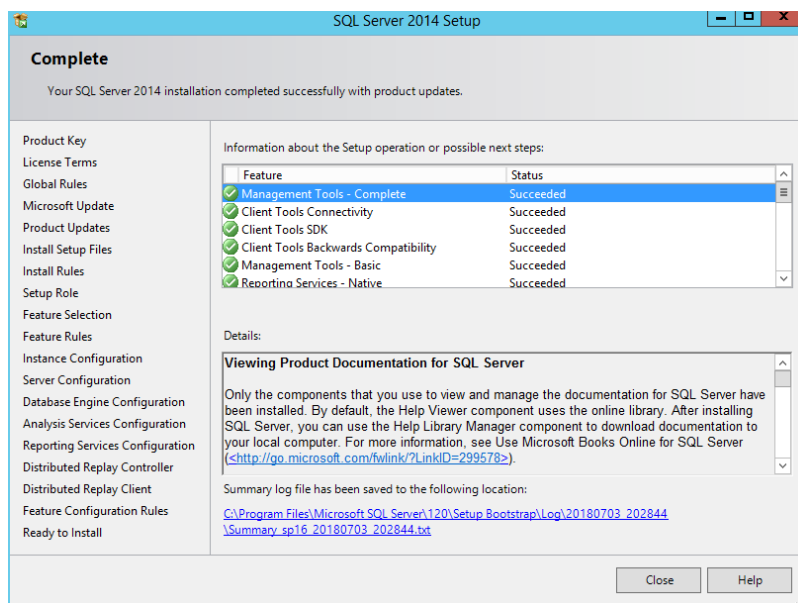 SQL Server 2014 Setup
Complete
Your SQL Server 2014 installation completed successfully with product updates.
Product Key
License Terms
Global Rules
Microsoft Update
Product Updates
Install Setup Files
Install Rules
Setup Role
Feature Selection
Feature Rules
Instance Configuration
Server Configuration
Database Engine Configuration
Analysis Services Configuration
Reporting Services Configuration
Distributed Replay Controller
Distributed Replay Client
Feature Configuration Rules
Ready to Install
Information about the Setup operation or possible next steps:
Feature Status
Management Tools - Complete Succeeded
Client Tools Connectivity Succeeded
Client Tools SDK Succeeded
Client Tools Backwards Compatibility Succeeded
Management Tools - Basic Succeeded
Reporting Services - Native Succeeded
Details:
Viewing Product Documentation for SQL Server
Only the components that you use to view and manage the documentation for SQL Server have
been installed. By default, the Help Viewer component uses the online library. After installing
SQL Server, you can use the Help Library Manager component to download documentation to
your local computer. For more information, see Use Microsoft Books Online for SQL Server
(<http://go.microsoft.com/fwlink/?LinkID=299578>).
Summary log file has been saved to the following location:
C:\Program Files\Microsoft SQL Server\120\Setup Bootstrap\Log\20180703_202844
\Summary_sp16_20180703_202844.txt
Close Help